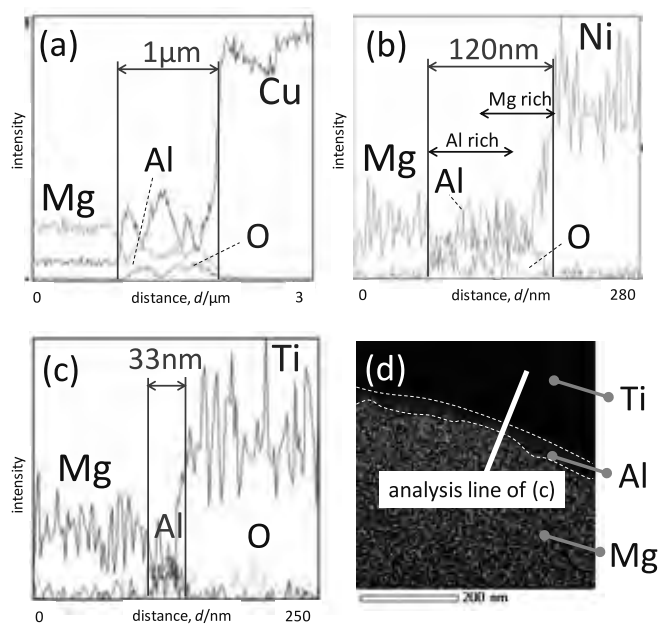 (a)
1μm
Cu
Al
Mg
O
intensity
0
distance, d/μm
3
(b)
120nm
Ni
Mg rich
Al rich
Mg
Al
O
intensity
0
distance, d/nm
280
(c)
33nm
Ti
Mg
Al
O
intensity
0
distance, d/nm
250
(d)
Ti
Al
analysis line of (c)
Mg
200 nm